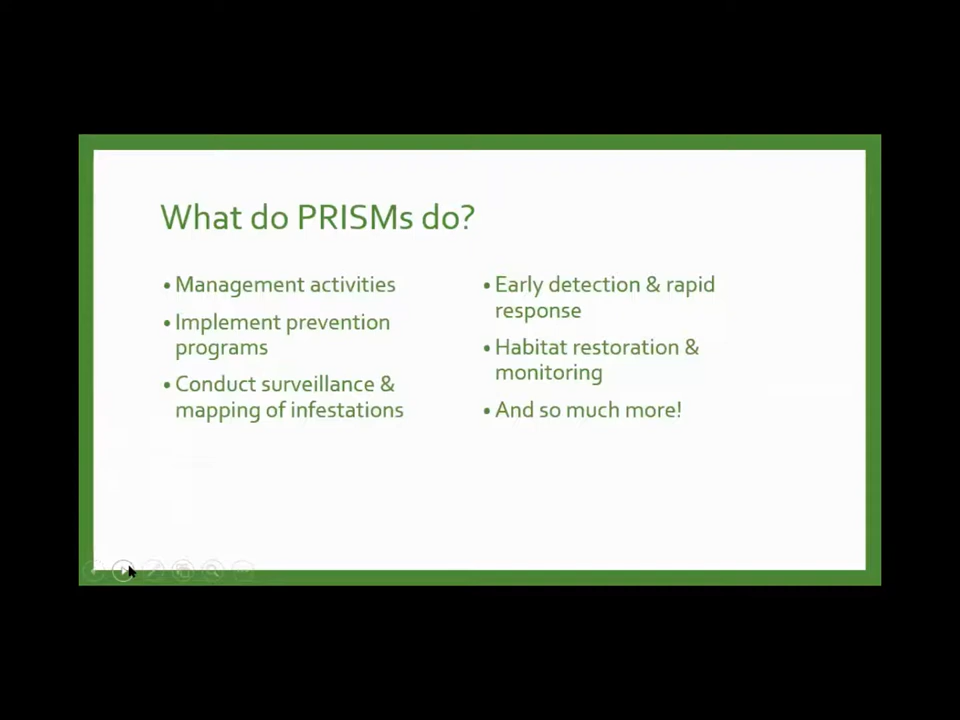 What do PRISMs do?
• Management activities
• Implement prevention
programs
• Conduct surveillance &
mapping of infestations
• Early detection & rapid
response
• Habitat restoration &
monitoring
• And so much more!